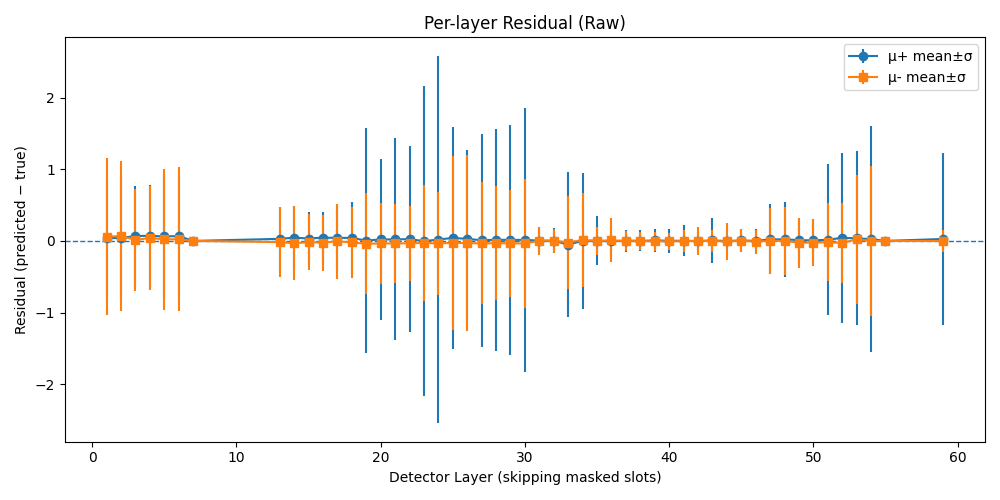 Per-layer Residual (Raw)
μ+ mean±σ
μ- mean±σ
Residual (predicted − true)
2
1
0
−1
−2
0 10 20 30 40 50 60
Detector Layer (skipping masked slots)